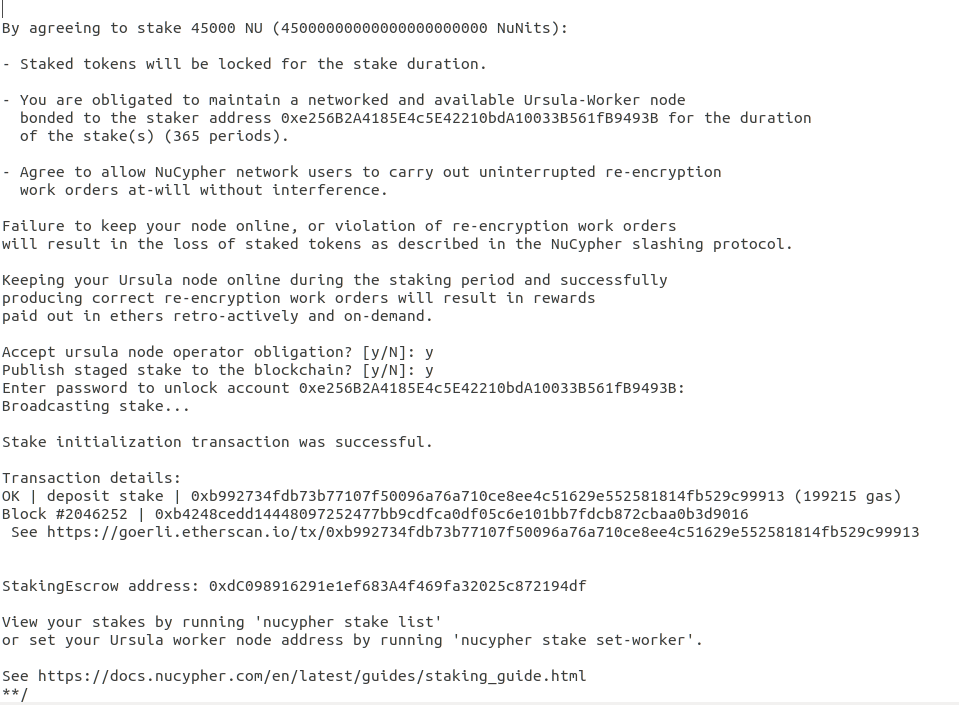 By agreeing to stake 45000 NU (45000000000000000000000 NuNits):
- Staked tokens will be locked for the stake duration.
- You are obligated to maintain a networked and available Ursula-Worker node
bonded to the staker address 0xe256B2A4185E4c5E42210bdA10033B561fB9493B for the duration
of the stake(s) (365 periods).
- Agree to allow NuCypher network users to carry out uninterrupted re-encryption
work orders at-will without interference.
Failure to keep your node online, or violation of re-encryption work orders
will result in the loss of staked tokens as described in the NuCypher slashing protocol.
Keeping your Ursula node online during the staking period and successfully
producing correct re-encryption work orders will result in rewards
paid out in ethers retro-actively and on-demand.
Accept ursula node operator obligation? [y/N]: y
Publish staged stake to the blockchain? [y/N]: y
Enter password to unlock account 0xe256B2A4185E4c5E42210bdA10033B561fB9493B:
Broadcasting stake...
Stake initialization transaction was successful.
Transaction details:
OK | deposit stake | 0xb992734fdb73b77107f50096a76a710ce8ee4c51629e552581814fb529c99913 (199215 gas)
Block #2046252 | 0xb4248cedd14448097252477bb9cdfca0df05c6e101bb7fdcb872cbaa0b3d9016
See https://goerli.etherscan.io/tx/0xb992734fdb73b77107f50096a76a710ce8ee4c51629e552581814fb529c99913
StakingEscrow address: 0xdC098916291e1ef683A4f469fa32025c872194df
View your stakes by running 'nucypher stake list'
or set your Ursula worker node address by running 'nucypher stake set-worker'.
See https://docs.nucypher.com/en/latest/guides/staking_guide.html
**/